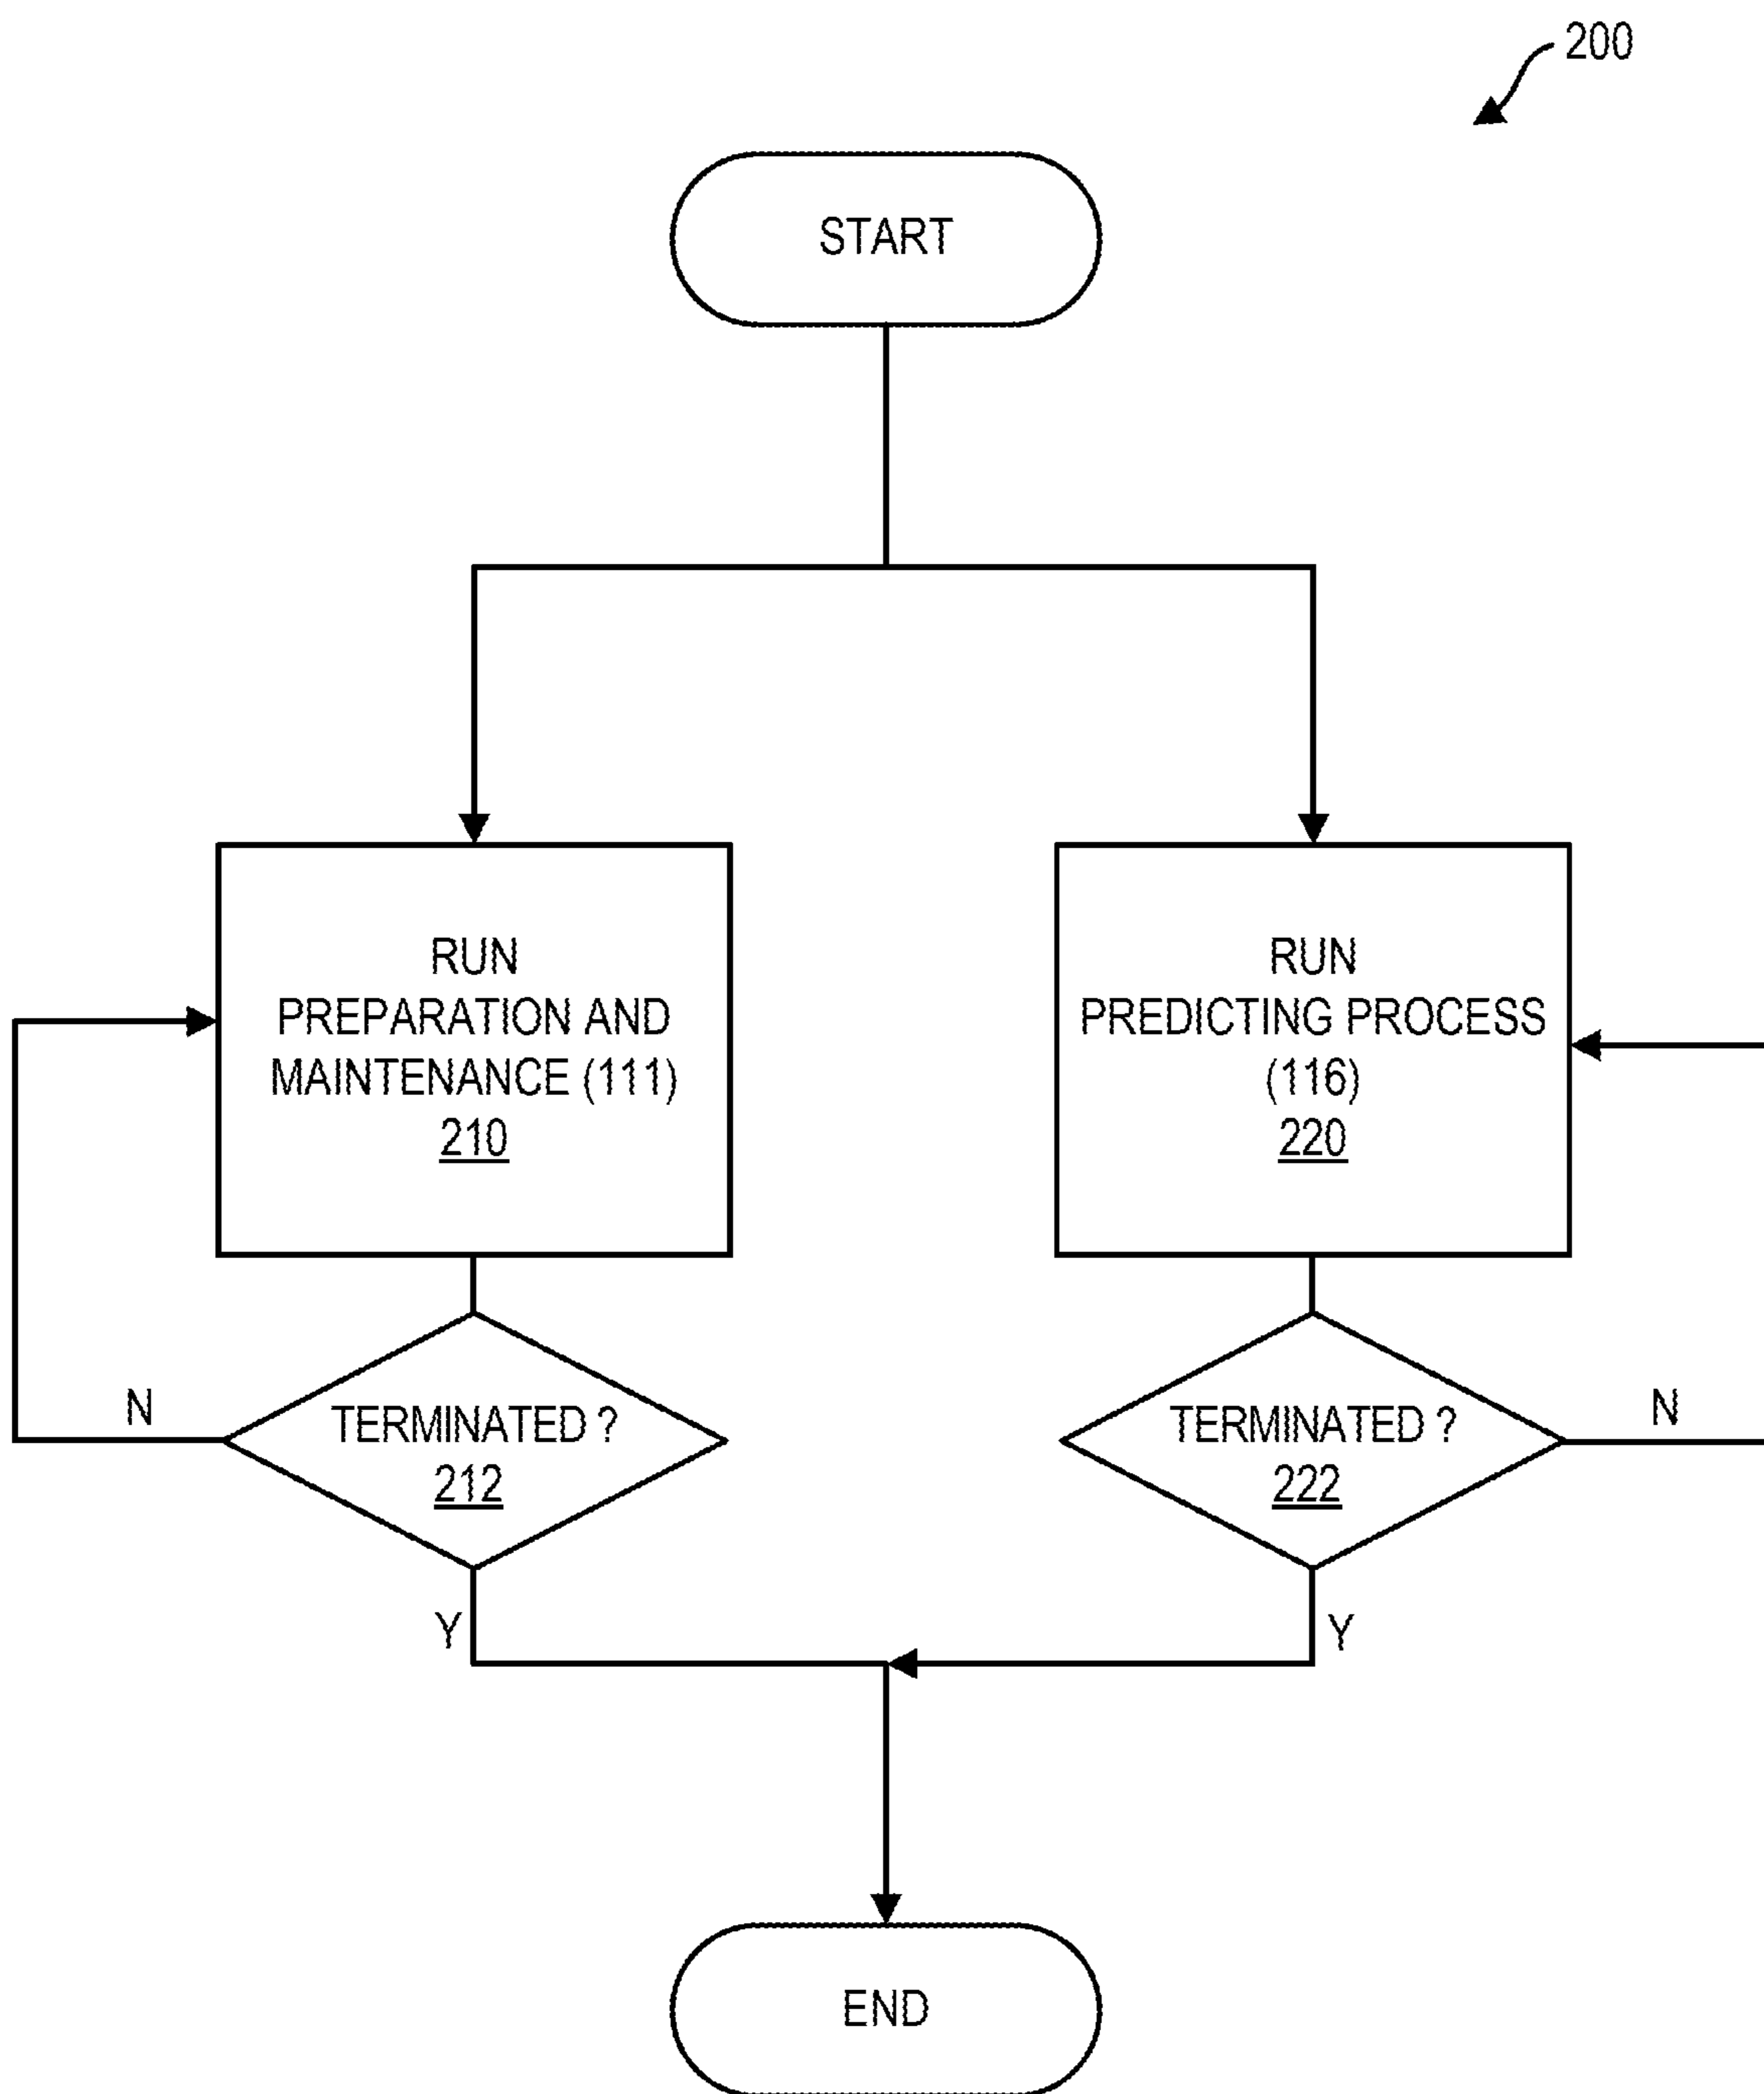 200
START
RUN
PREPARATION AND
MAINTENANCE (111)
210
RUN
PREDICTING PROCESS
(116)
220
N
TERMINATED ?
212
TERMINATED ?
222
N
Y
Y
END